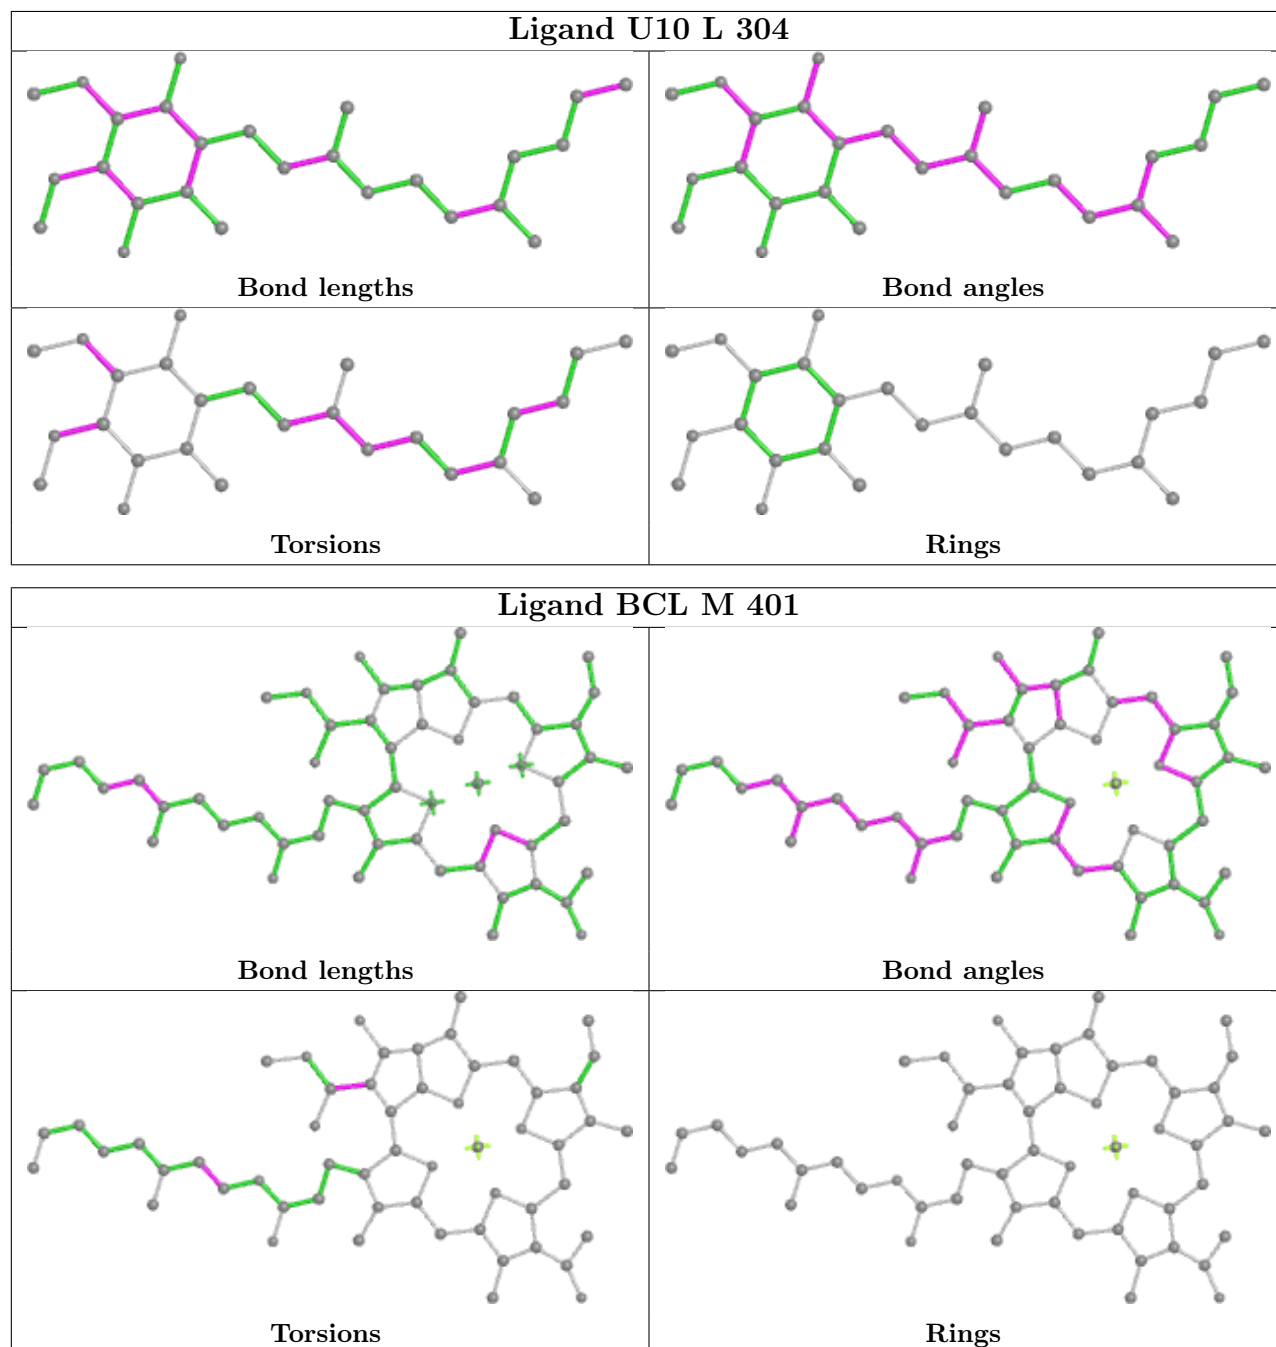 Ligand U10 L 304
Bond lengths
Bond angles
Torsions
Rings
Ligand BCL M 401
Bond lengths
Bond angles
Torsions
Rings